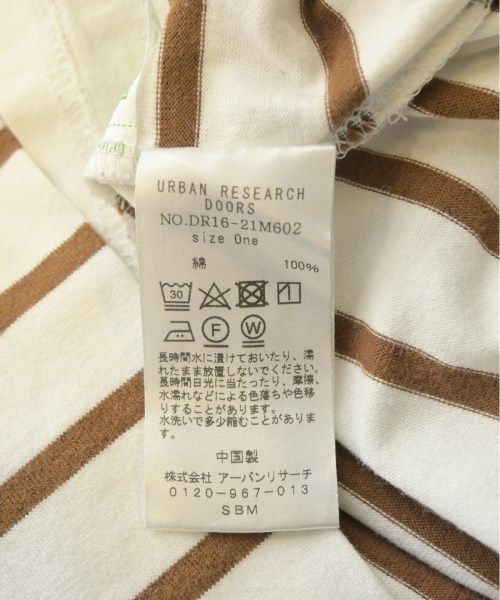 URBAN RESEARCH
DOORS
NO.DR16-21M602
size One
綿 100%
30
F W
長時間水に漬けておいたり、濡
れたまま放置しないでください。
長時間日光に当たったり、摩擦、
水濡れなどによる色落ちや色移
りすることがあります。
水洗いで多少縮むことがありま
す。
中国製
株式会社 アーバンリサーチ
0120-967-013
SBM